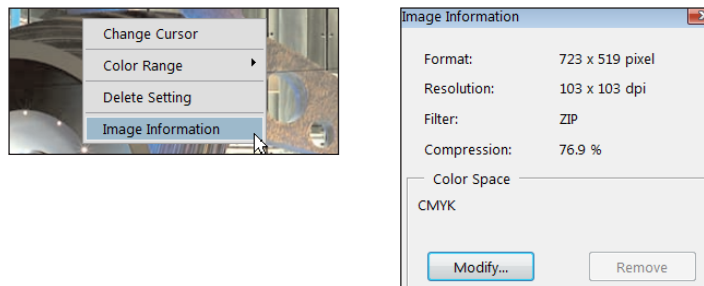 Change Cursor
Color Range
Delete Setting
Image Information
Image Information
Format: 723 x 519 pixel
Resolution: 103 x 103 dpi
Filter: ZIP
Compression: 76.9 %
Color Space
CMYK
Modify... Remove